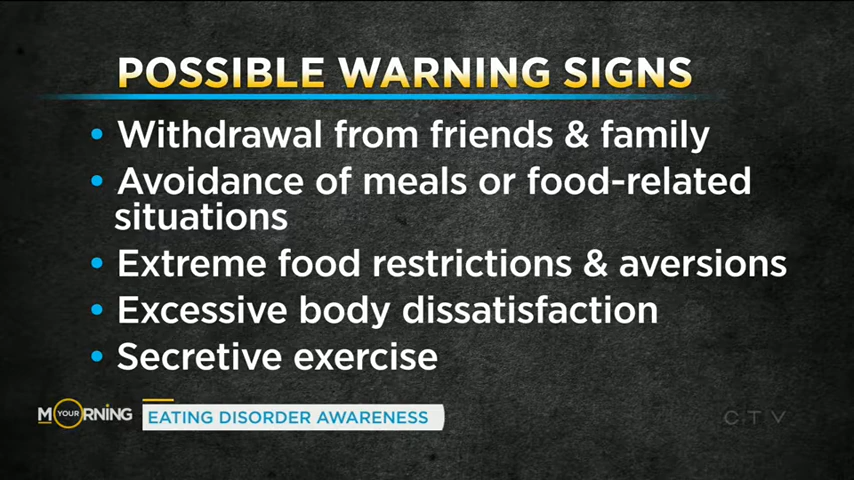 POSSIBLE WARNING SIGNS
• Withdrawal from friends & family
• Avoidance of meals or food-related
situations
• Extreme food restrictions & aversions
• Excessive body dissatisfaction
• Secretive exercise
YOUR MORNING
EATING DISORDER AWARENESS
CTV